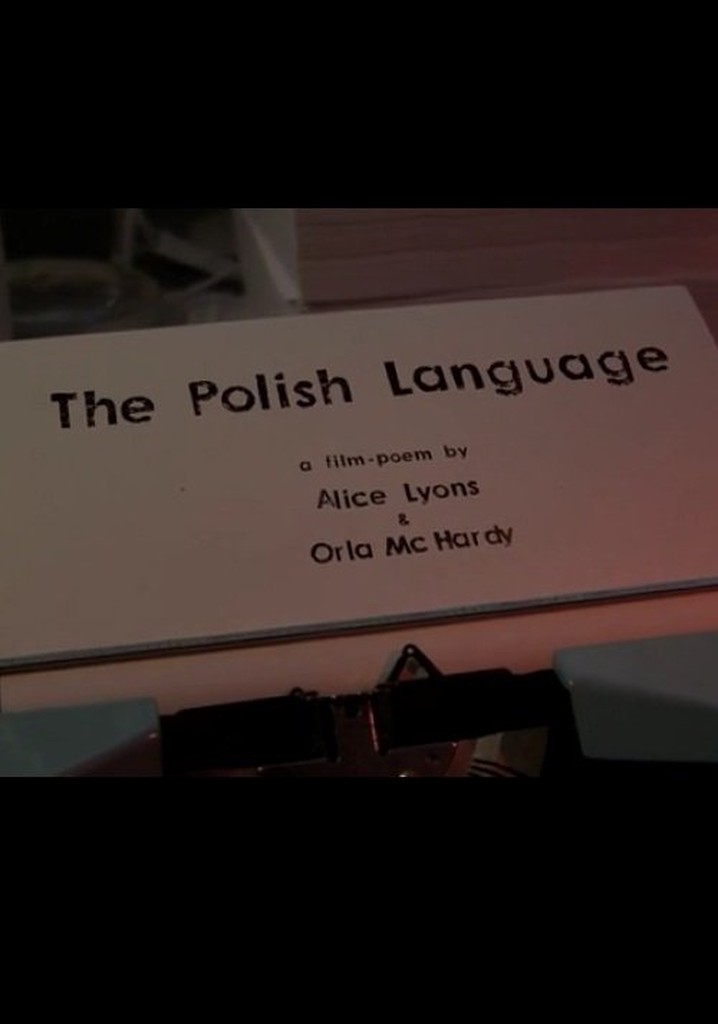 The Polish Language
a film-poem by
Alice Lyons
&
Orla Mc Hardy